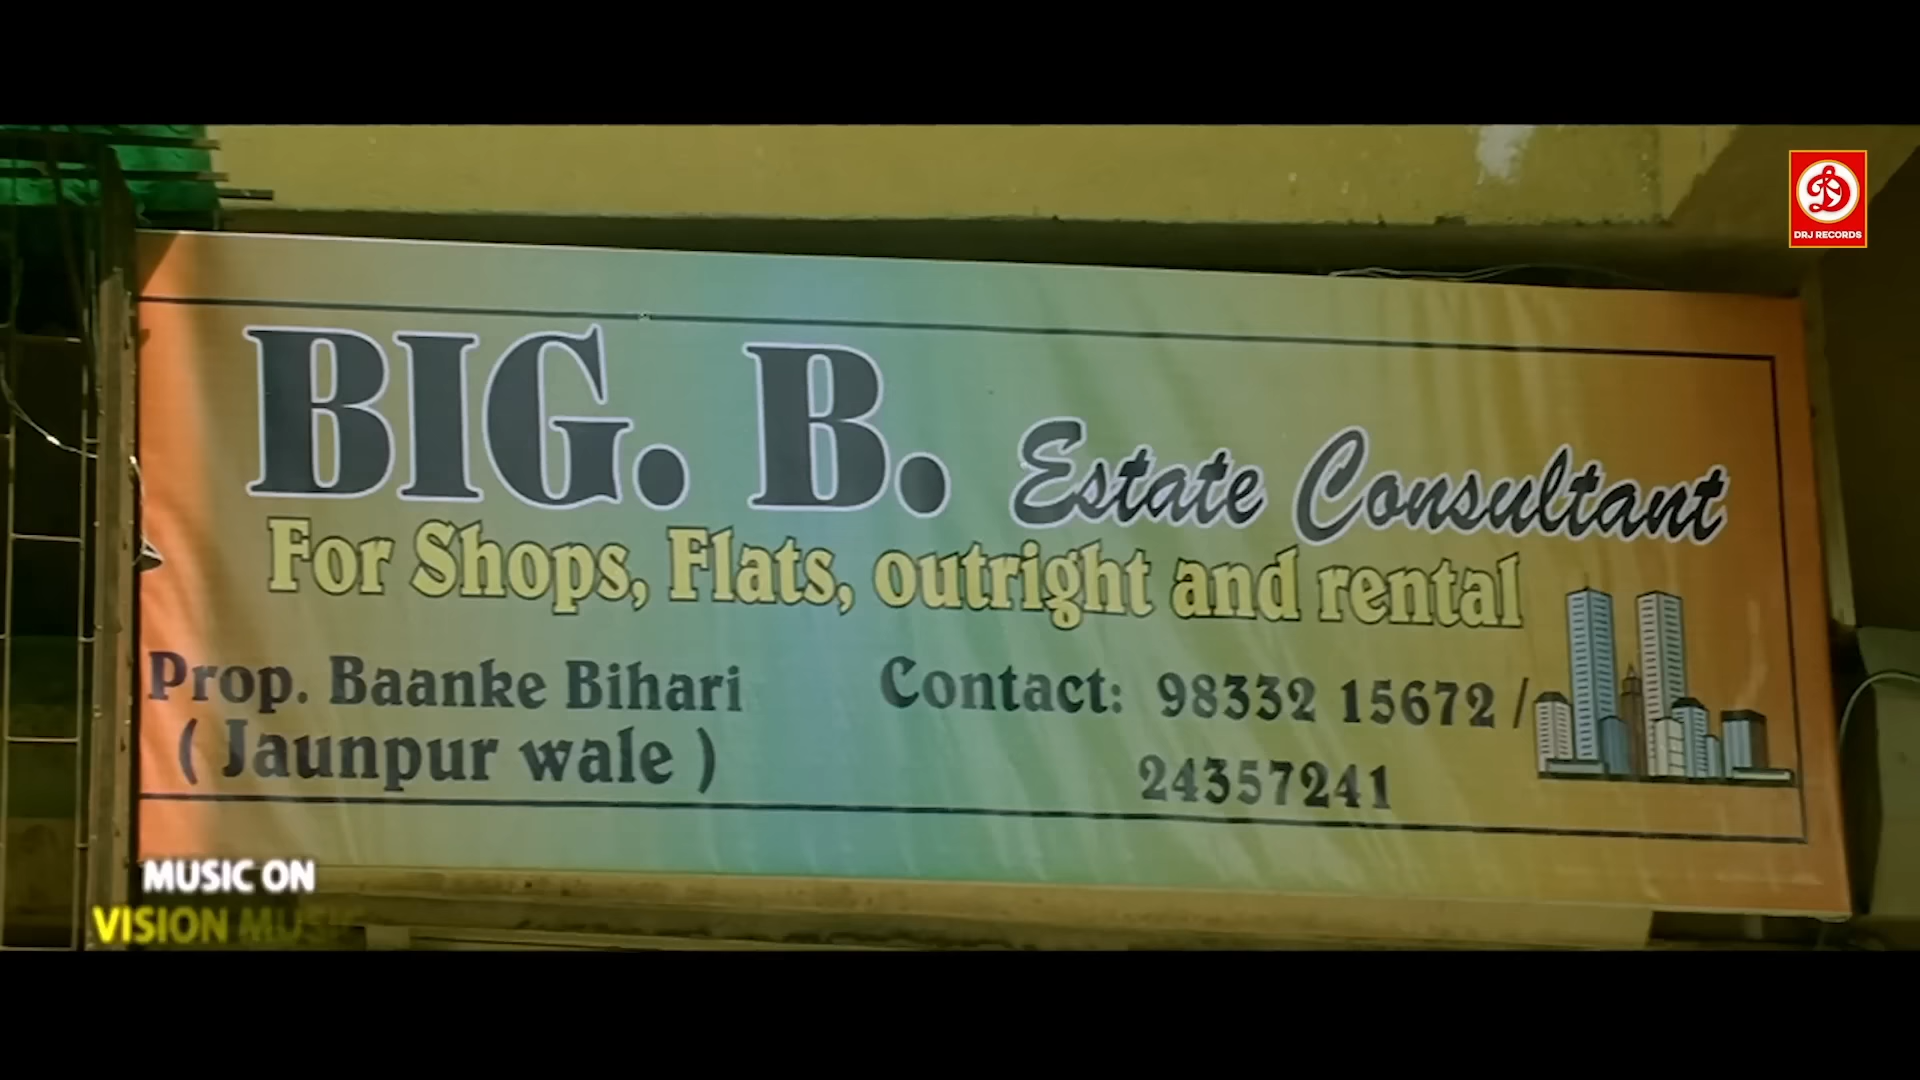 DRJ RECORDS
BIG. B. Estate Consultant
For Shops, Flats, outright and rental
Prop. Baanke Bihari
( Jaunpur wale )
Contact: 98332 15672 /
24357241
MUSIC ON
VISION MUSIC